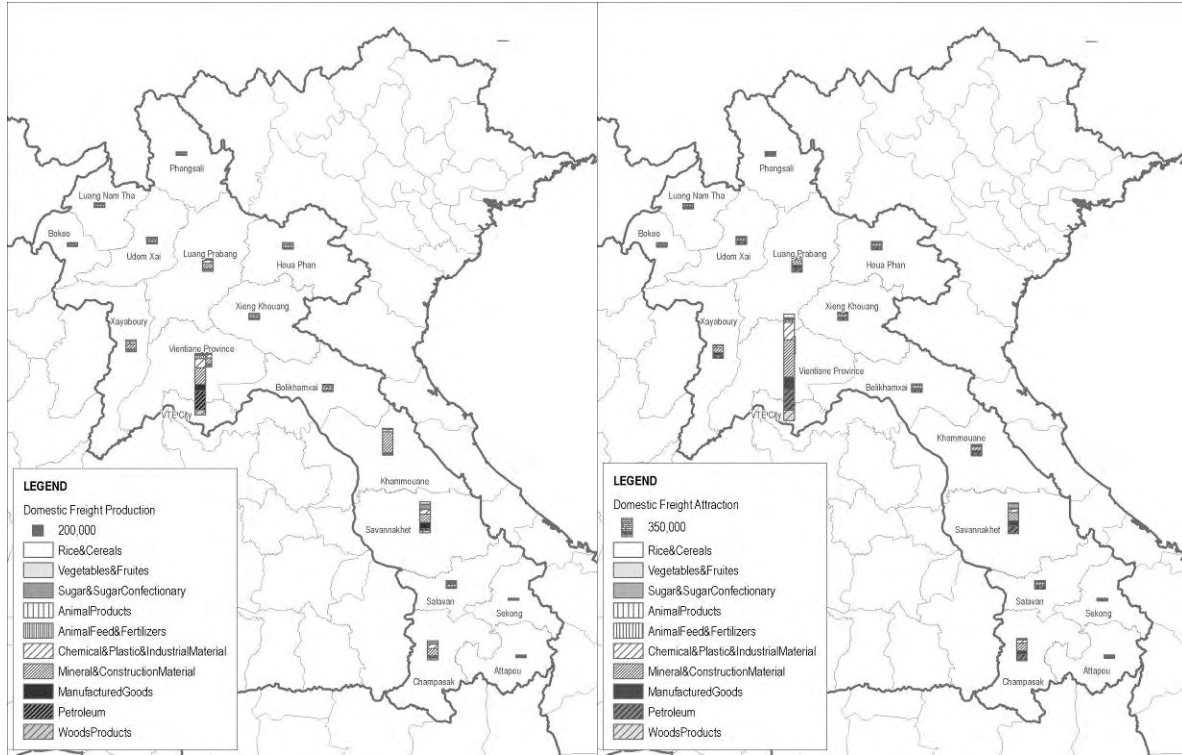 Phongsali
Luang Nam Tha
Bokeo
Udom Xai
Luang Prabang
Houa Phan
Xieng Khouang
Xayaboury
Vientiane Province
Bolikhamxai
VTE City
Khammouane
Savannakhet
Salavan
Sekong
Champasak
Attapou
LEGEND
Domestic Freight Production
200,000
Rice&Cereals
Vegetables&Fruites
Sugar&SugarConfectionary
AnimalProducts
AnimalFeed&Fertilizers
Chemical&Plastic&IndustrialMaterial
Mineral&ConstructionMaterial
ManufacturedGoods
Petroleum
WoodsProducts
Phongsali
Luang Nam Tha
Bokeo
Udom Xai
Luang Prabang
Houa Phan
Xieng Khouang
Xayaboury
Vientiane Province
Bolikhamxai
VTE City
Khammouane
Savannakhet
Salavan
Sekong
Champasak
Attapou
LEGEND
Domestic Freight Attraction
350,000
Rice&Cereals
Vegetables&Fruites
Sugar&SugarConfectionary
AnimalProducts
AnimalFeed&Fertilizers
Chemical&Plastic&IndustrialMaterial
Mineral&ConstructionMaterial
ManufacturedGoods
Petroleum
WoodsProducts